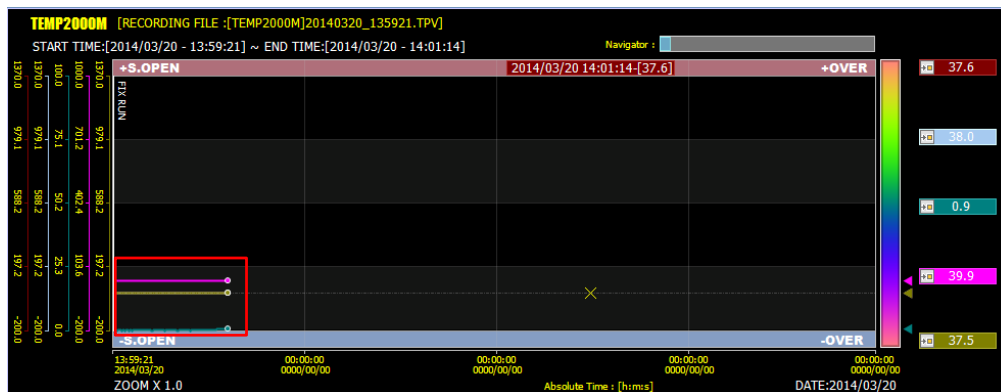 TEMP2000M [RECORDING FILE :[TEMP2000M]20140320_135921.TPV]
START TIME:[2014/03/20 - 13:59:21] ~ END TIME:[2014/03/20 - 14:01:14]
Navigator :
+S.OPEN 2014/03/20 14:01:14-[37.6] +OVER
FIX RUN
1370.0 1370.0 100.0 1000.0 1370.0
979.1 979.1 75.1 701.2 979.1
588.2 588.2 50.2 402.4 588.2
197.2 197.2 25.3 103.6 197.2
-200.0 -200.0 0.0 -200.0 -200.0
37.6
38.0
0.9
39.9
37.5
-S.OPEN -OVER
13:59:21 00:00:00 00:00:00 00:00:00 00:00:00
2014/03/20 0000/00/00 0000/00/00 0000/00/00 0000/00/00
ZOOM X 1.0 Absolute Time : [h:m:s] DATE:2014/03/20